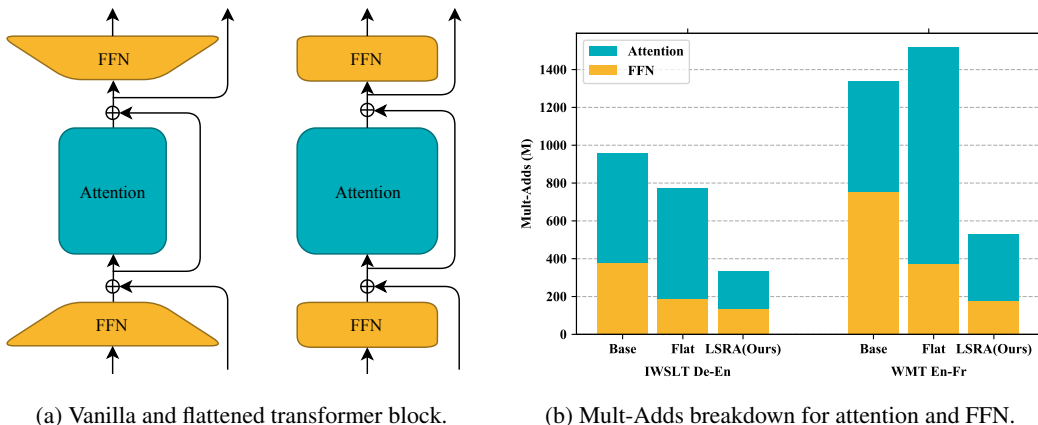 FFN
Attention
FFN
FFN
Attention
FFN
Attention
FFN
Mult-Adds (M)
1400
1200
1000
800
600
400
200
0
Base Flat LSRA(Ours) Base Flat LSRA(Ours)
IWSLT De-En WMT En-Fr
(a) Vanilla and flattened transformer block.
(b) Mult-Adds breakdown for attention and FFN.